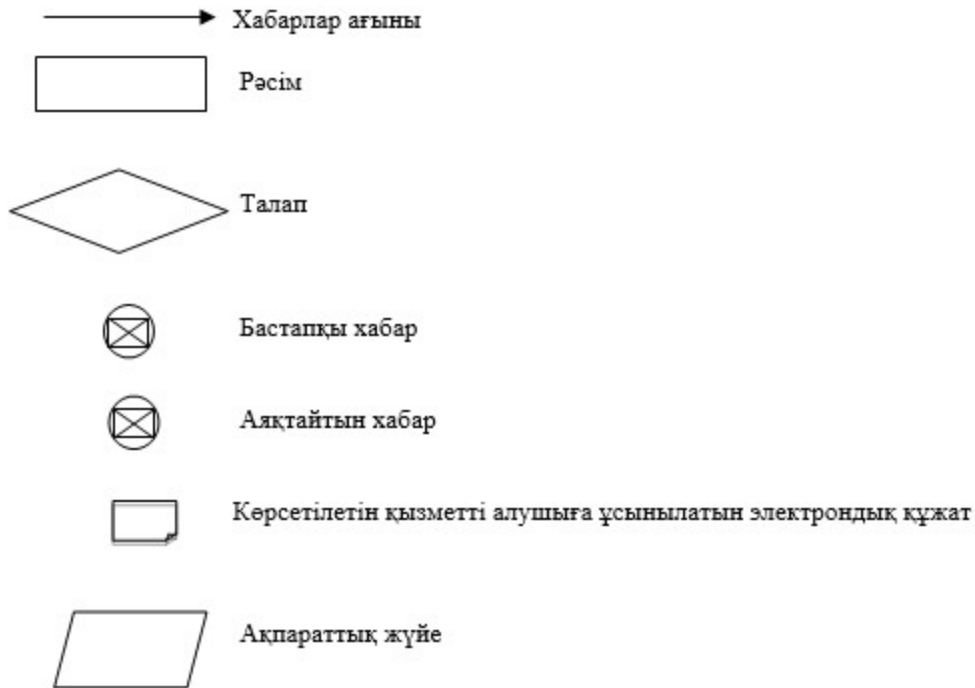 Хабарлар ағыны
Рәсім
Талап
Бастапқы хабар
Аяқтайтын хабар
Көрсетілетін қызметті алушыға ұсынылатын электрондық құжат
Ақпараттық жүйе